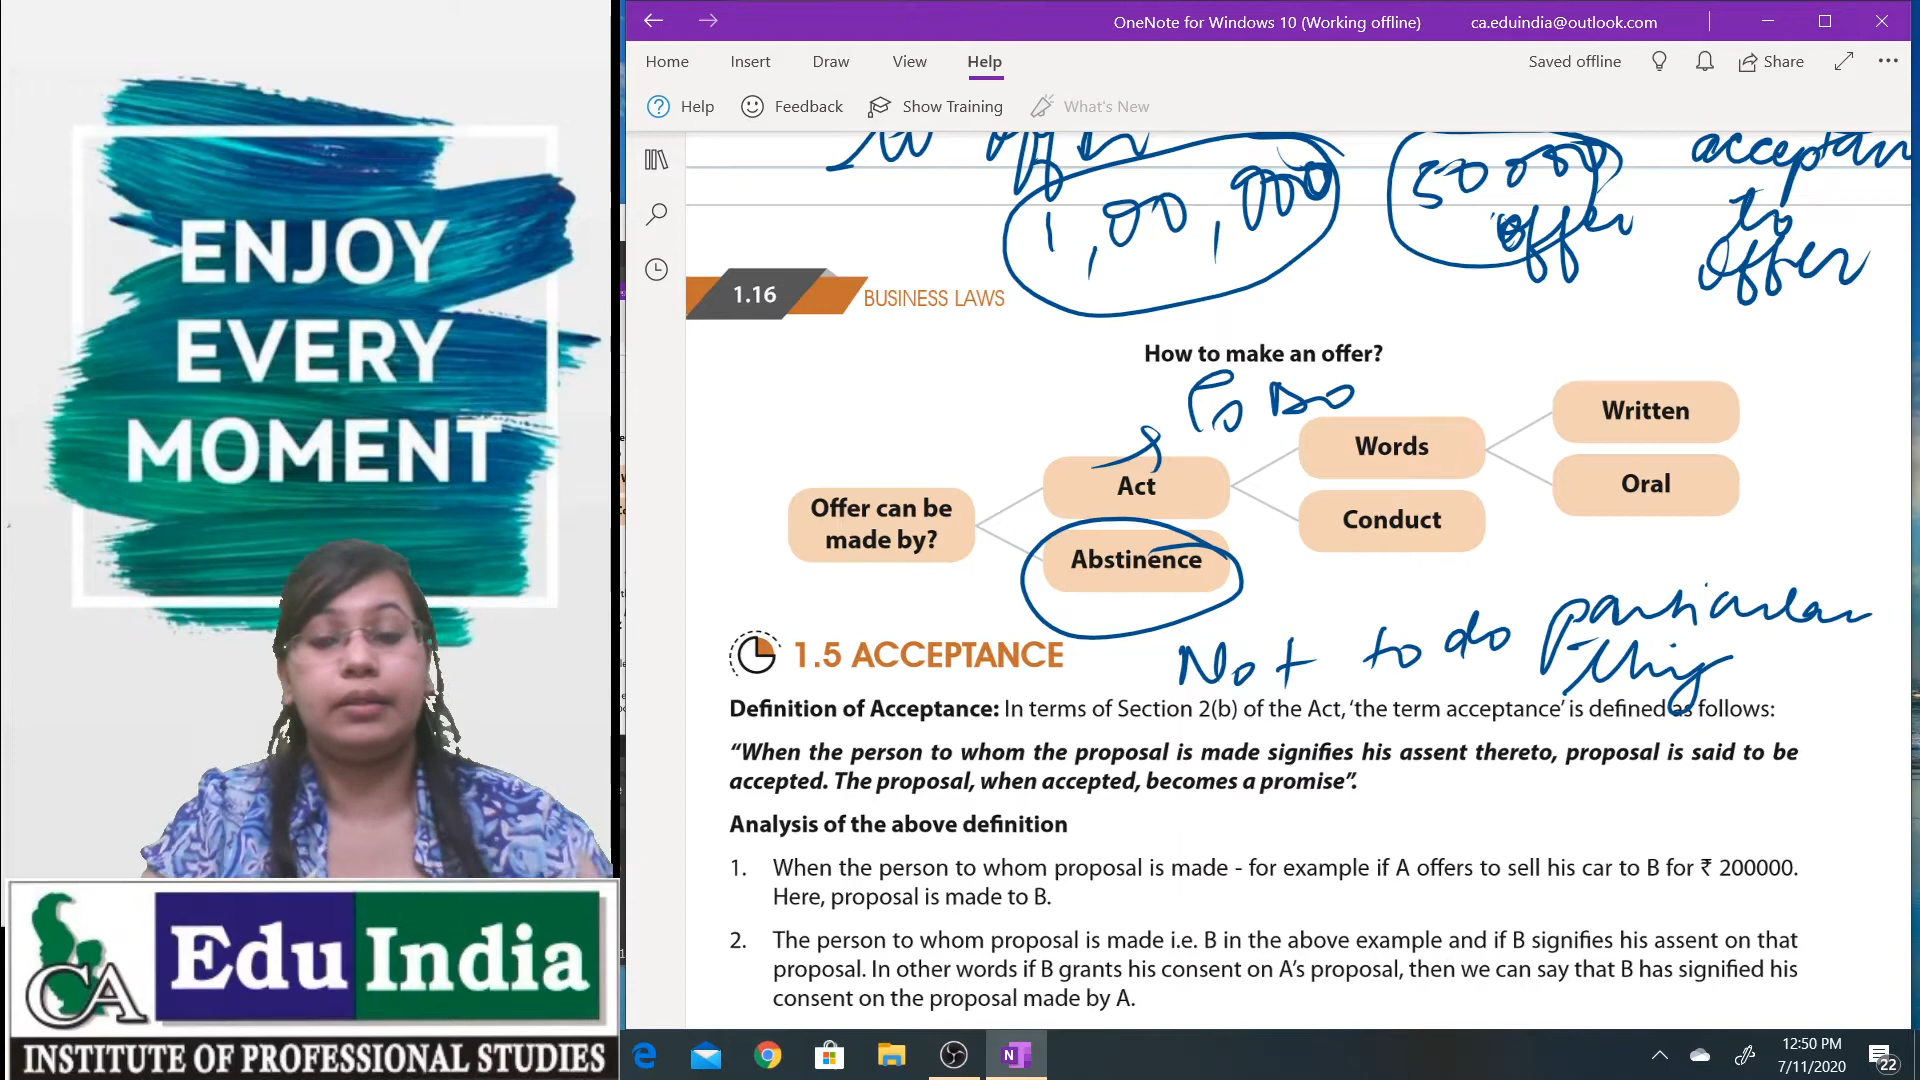 ENJOY
EVERY
MOMENT
CA
Edu India
INSTITUTE OF PROFESSIONAL STUDIES
OneNote for Windows 10 (Working offline)
ca.eduindia@outlook.com
Home Insert Draw View Help
Saved offline
Share
Help Feedback Show Training What's New
to offer
1,00,000
50000
offer
acceptan
to
offer
1.16 BUSINESS LAWS
How to make an offer?
To Do
Offer can be
made by?
Act
Abstinence
Words
Conduct
Written
Oral
Not to do particular
thing
1.5 ACCEPTANCE
Definition of Acceptance: In terms of Section 2(b) of the Act, ‘the term acceptance’ is defined as follows:
“When the person to whom the proposal is made signifies his assent thereto, proposal is said to be
accepted. The proposal, when accepted, becomes a promise”.
Analysis of the above definition
1. When the person to whom proposal is made - for example if A offers to sell his car to B for ₹ 200000.
Here, proposal is made to B.
2. The person to whom proposal is made i.e. B in the above example and if B signifies his assent on that
proposal. In other words if B grants his consent on A’s proposal, then we can say that B has signified his
consent on the proposal made by A.
12:50 PM
7/11/2020
22